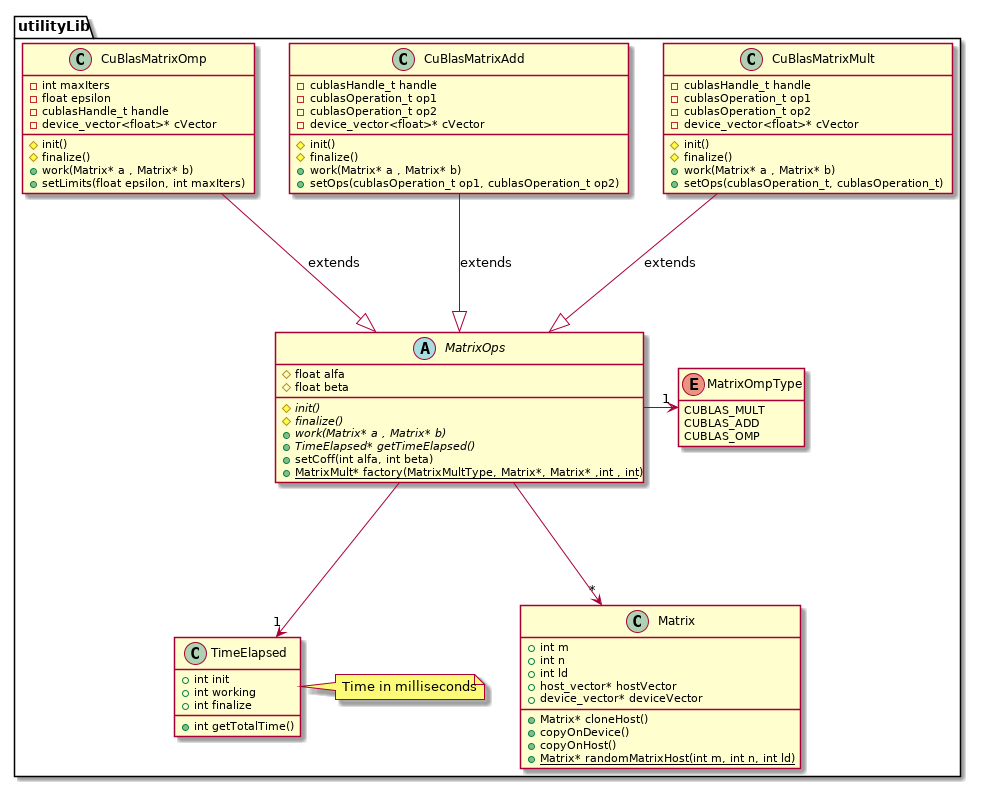 utilityLib
C CuBlasMatrixOmp
int maxIters
float epsilon
cublasHandle_t handle
device_vector<float>* cVector
init()
finalize()
work(Matrix* a , Matrix* b)
setLimits(float epsilon, int maxIters)
C CuBlasMatrixAdd
cublasHandle_t handle
cublasOperation_t op1
cublasOperation_t op2
device_vector<float>* cVector
init()
finalize()
work(Matrix* a , Matrix* b)
setOps(cublasOperation_t op1, cublasOperation_t op2)
C CuBlasMatrixMult
cublasHandle_t handle
cublasOperation_t op1
cublasOperation_t op2
device_vector<float>* cVector
init()
finalize()
work(Matrix* a , Matrix* b)
setOps(cublasOperation_t, cublasOperation_t)
extends
extends
extends
A MatrixOps
float alfa
float beta
init()
finalize()
work(Matrix* a , Matrix* b)
TimeElapsed* getTimeElapsed()
setCoff(int alfa, int beta)
MatrixMult* factory(MatrixMultType, Matrix*, Matrix* ,int , int)
1
E MatrixOmpType
CUBLAS_MULT
CUBLAS_ADD
CUBLAS_OMP
1
*
C TimeElapsed
int init
int working
int finalize
int getTotalTime()
Time in milliseconds
C Matrix
int m
int n
int ld
host_vector* hostVector
device_vector* deviceVector
Matrix* cloneHost()
copyOnDevice()
copyOnHost()
Matrix* randomMatrixHost(int m, int n, int ld)